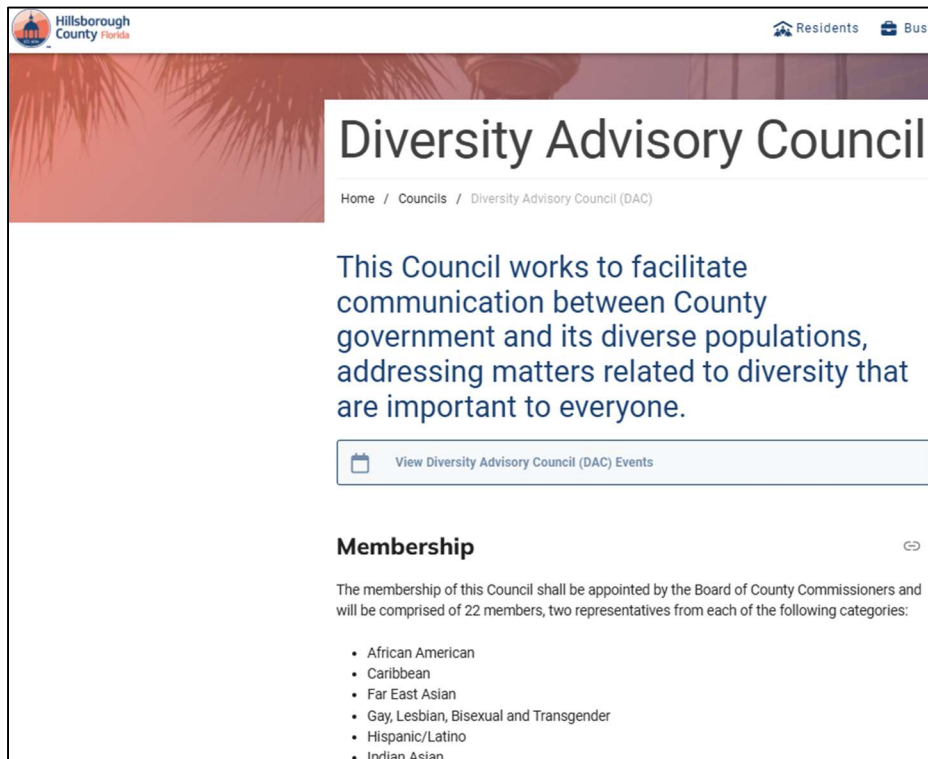 Hillsborough
County Florida
Residents
Bus
Diversity Advisory Council
Home / Councils / Diversity Advisory Council (DAC)
This Council works to facilitate
communication between County
government and its diverse populations,
addressing matters related to diversity that
are important to everyone.
View Diversity Advisory Council (DAC) Events
Membership
The membership of this Council shall be appointed by the Board of County Commissioners and
will be comprised of 22 members, two representatives from each of the following categories:
• African American
• Caribbean
• Far East Asian
• Gay, Lesbian, Bisexual and Transgender
• Hispanic/Latino
• Indian Asian